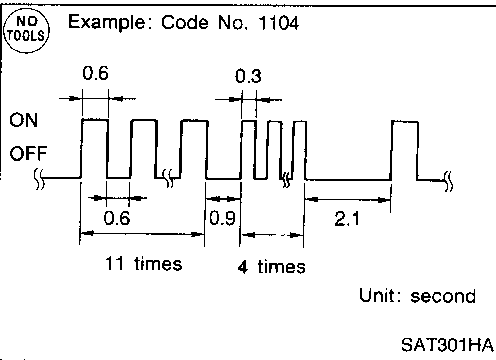 NO TOOLS
Example: Code No. 1104
0.6
0.3
ON
OFF
0.6
0.9
2.1
11 times
4 times
Unit: second
SAT301HA